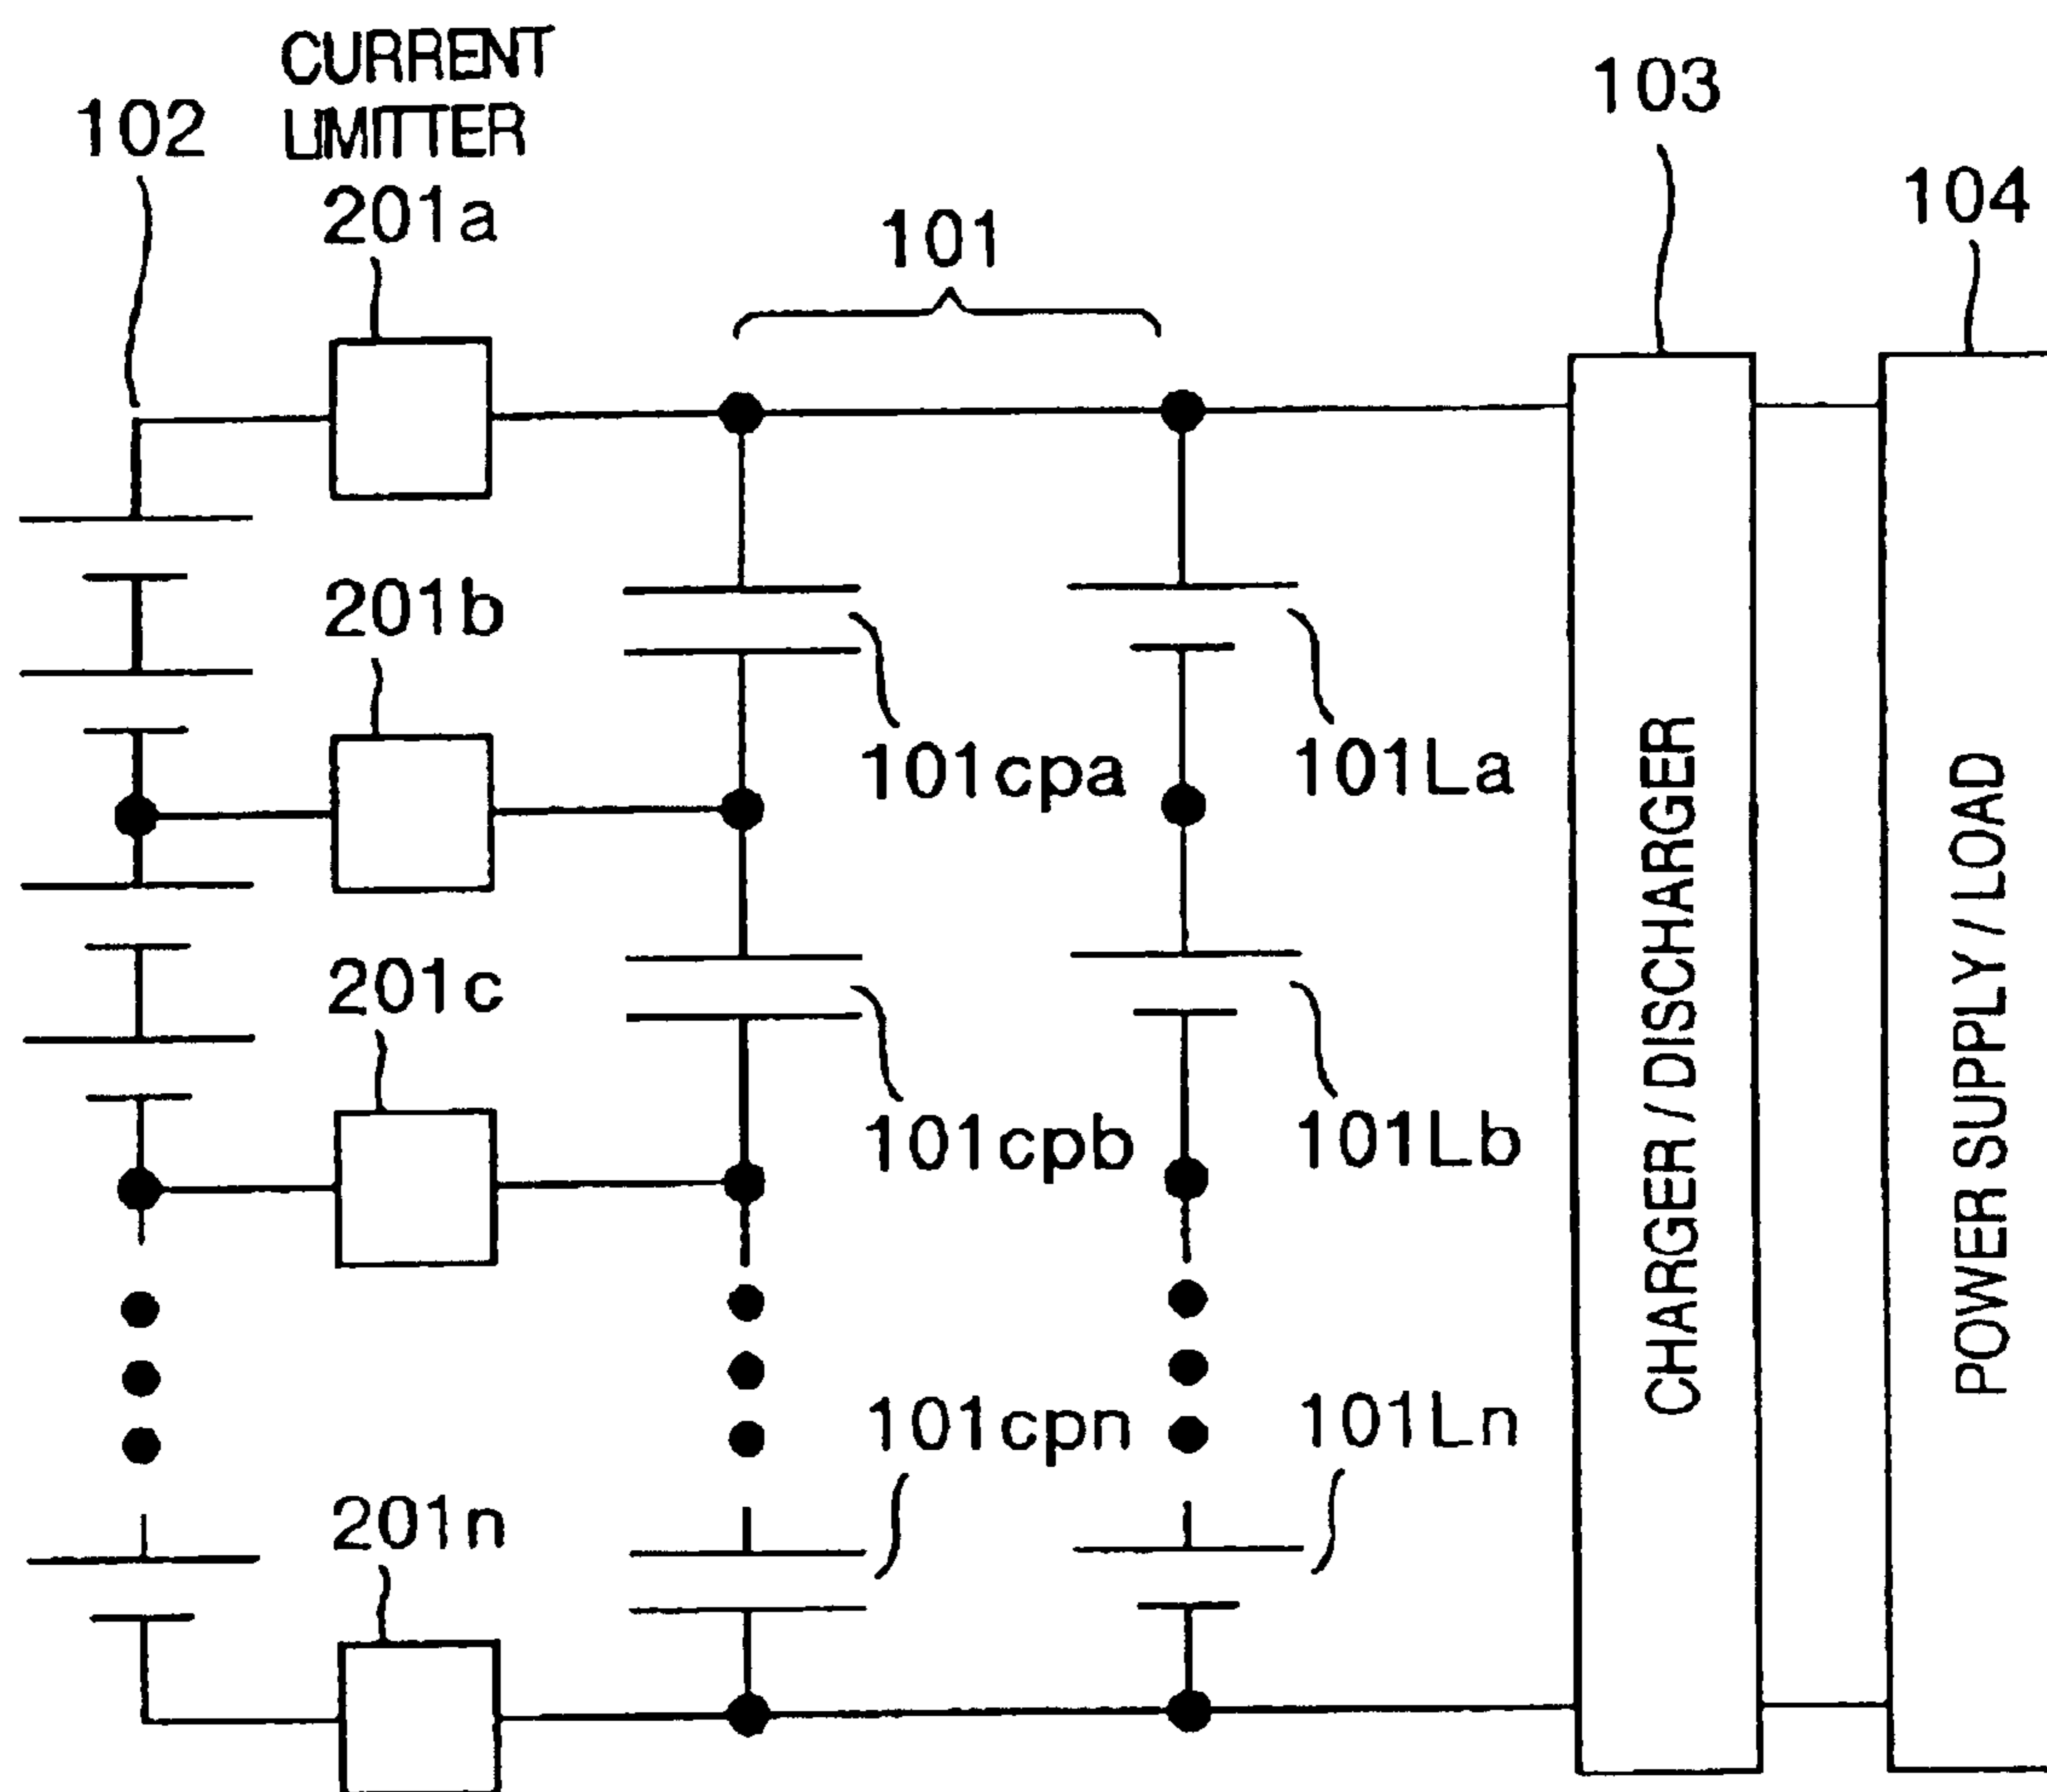 CURRENT
LIMITTER
102
201a
101
103
104
201b
101cpa
101La
201c
101cpb
101Lb
CHARGER/DISCHARGER
POWER SUPPLY/LOAD
101cpn
101Ln
201n